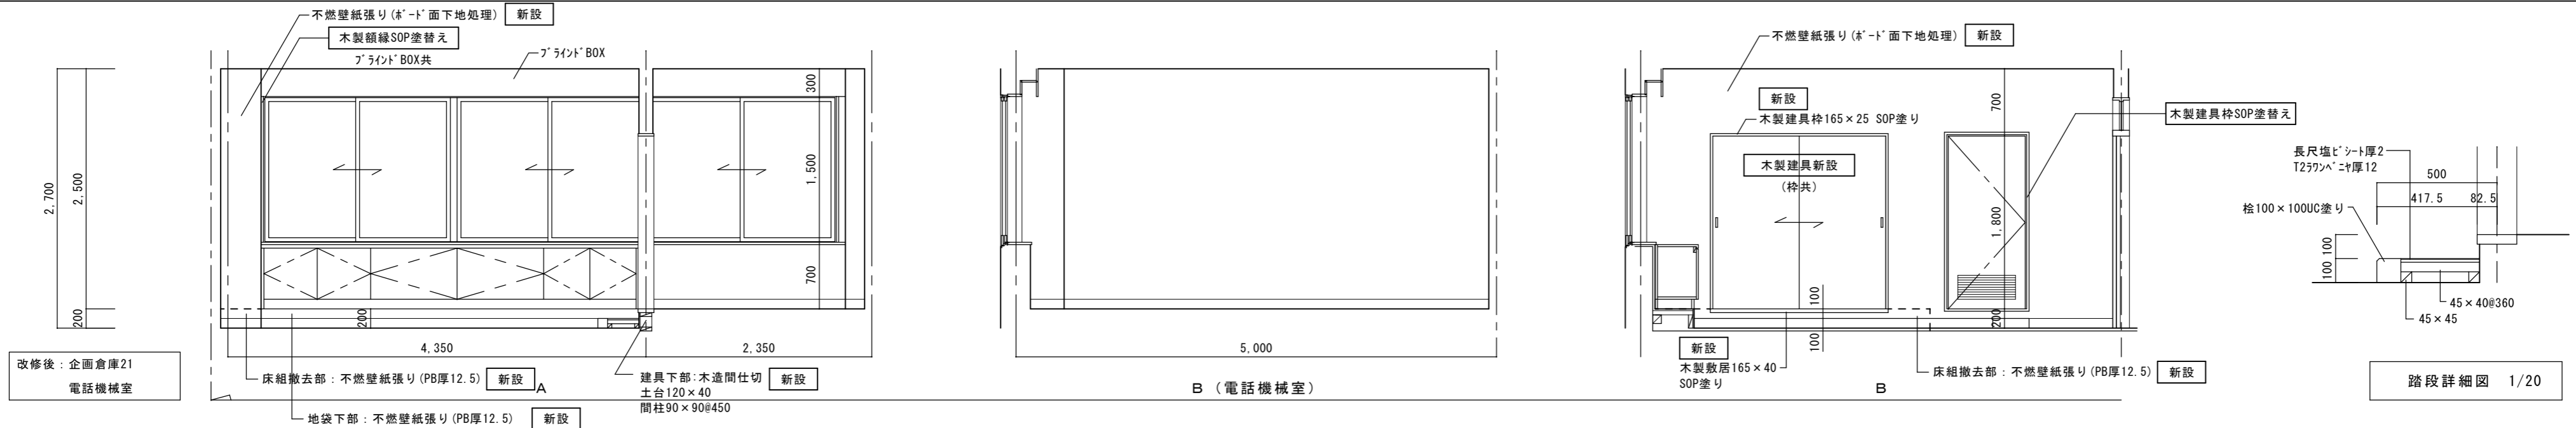 不燃壁紙張り(ﾎﾞｰﾄﾞ面下地処理) 新設
木製額縁SOP塗替え
ﾌﾞﾗｲﾝﾄﾞBOX共
ﾌﾞﾗｲﾝﾄﾞBOX
2,700
2,500
200
300
1,500
700
200
4,350
2,350
改修後：企画倉庫21
電話機械室
床組撤去部：不燃壁紙張り(PB厚12.5) 新設
A
地袋下部：不燃壁紙張り(PB厚12.5) 新設
建具下部:木造間仕切 新設
土台120×40
間柱90×90@450
5,000
B (電話機械室)
不燃壁紙張り(ﾎﾞｰﾄﾞ面下地処理) 新設
新設
木製建具枠165×25 SOP塗り
木製建具新設
(枠共)
700
1,800
200
100
100
木製建具枠SOP塗替え
新設
木製敷居165×40
SOP塗り
B
床組撤去部：不燃壁紙張り(PB厚12.5) 新設
長尺塩ﾋﾞｼｰﾄ厚2
T2ﾗﾜﾝﾍﾞﾆﾔ厚12
500
417.5
82.5
桧100×100UC塗り
100
100
45×40@360
45×45
踏段詳細図 1/20